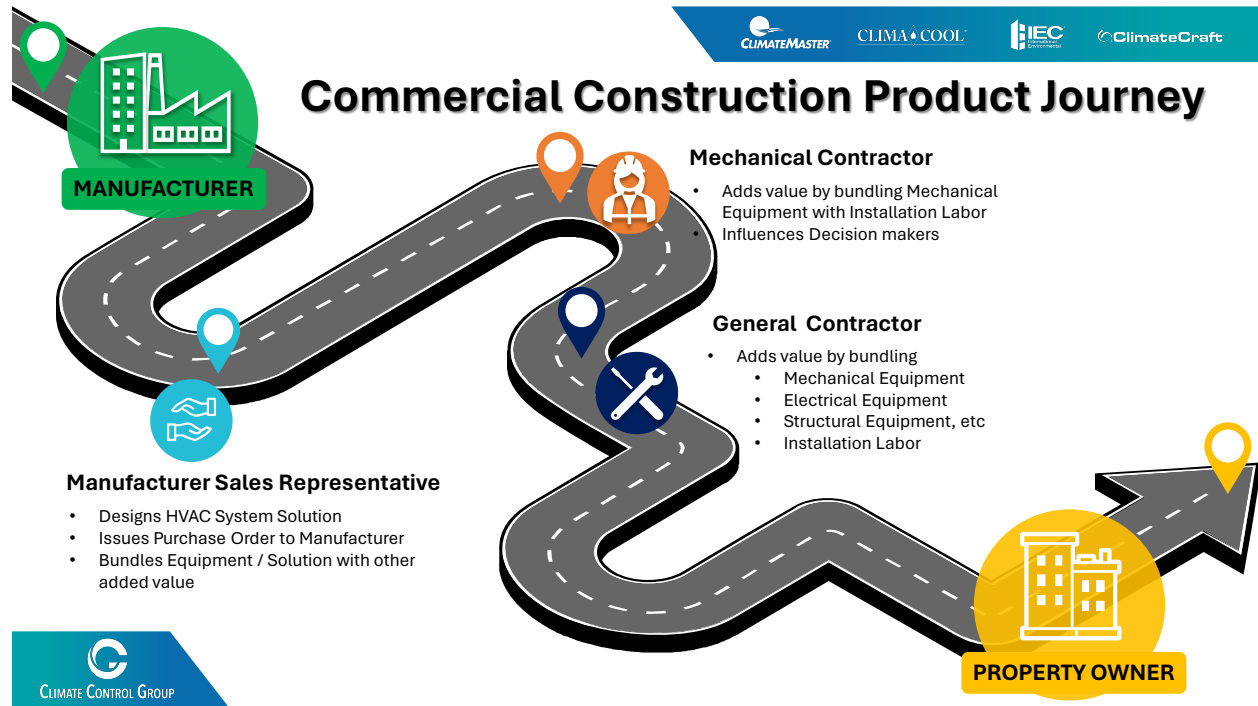 CLIMATEMASTER
CLIMACOOL
IEC
International
Environmental
ClimateCraft
Commercial Construction Product Journey
MANUFACTURER
Mechanical Contractor
• Adds value by bundling Mechanical
Equipment with Installation Labor
• Influences Decision makers
General Contractor
• Adds value by bundling
• Mechanical Equipment
• Electrical Equipment
• Structural Equipment, etc
• Installation Labor
Manufacturer Sales Representative
• Designs HVAC System Solution
• Issues Purchase Order to Manufacturer
• Bundles Equipment / Solution with other
added value
PROPERTY OWNER
CLIMATE CONTROL GROUP